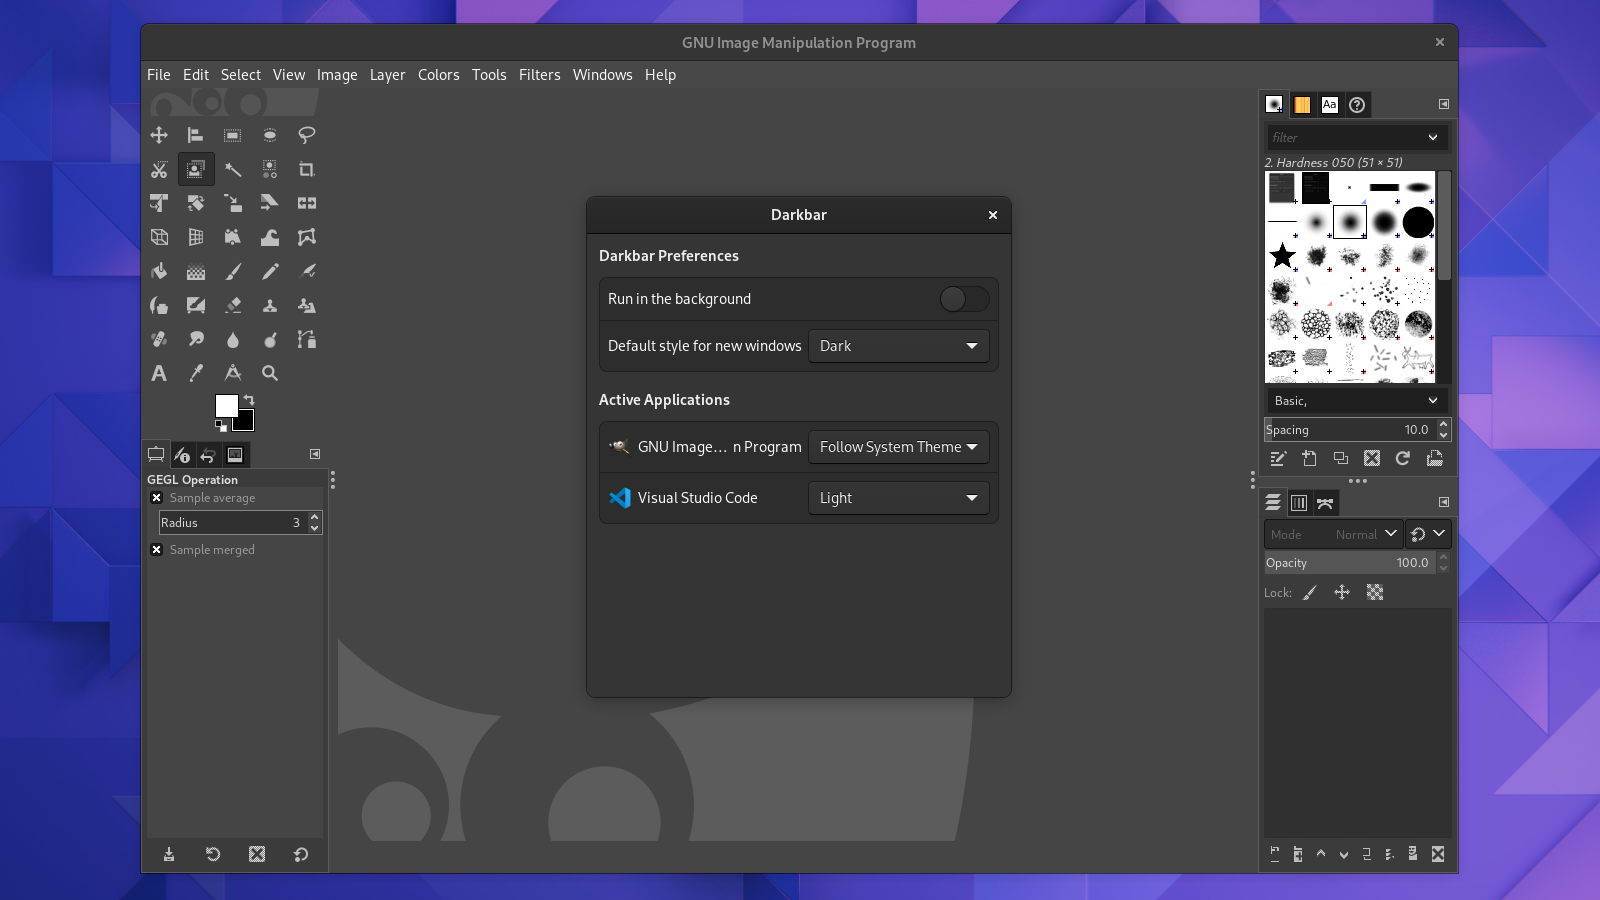 GNU Image Manipulation Program
File Edit Select View Image Layer Colors Tools Filters Windows Help
Aa
filter
2. Hardness 050 (51 × 51)
Basic,
Spacing 10.0
Darkbar
Darkbar Preferences
Run in the background
Default style for new windows Dark
Active Applications
GNU Image… n Program Follow System Theme
Visual Studio Code Light
GEGL Operation
Sample average
Radius 3
Sample merged
Mode Normal
Opacity 100.0
Lock: